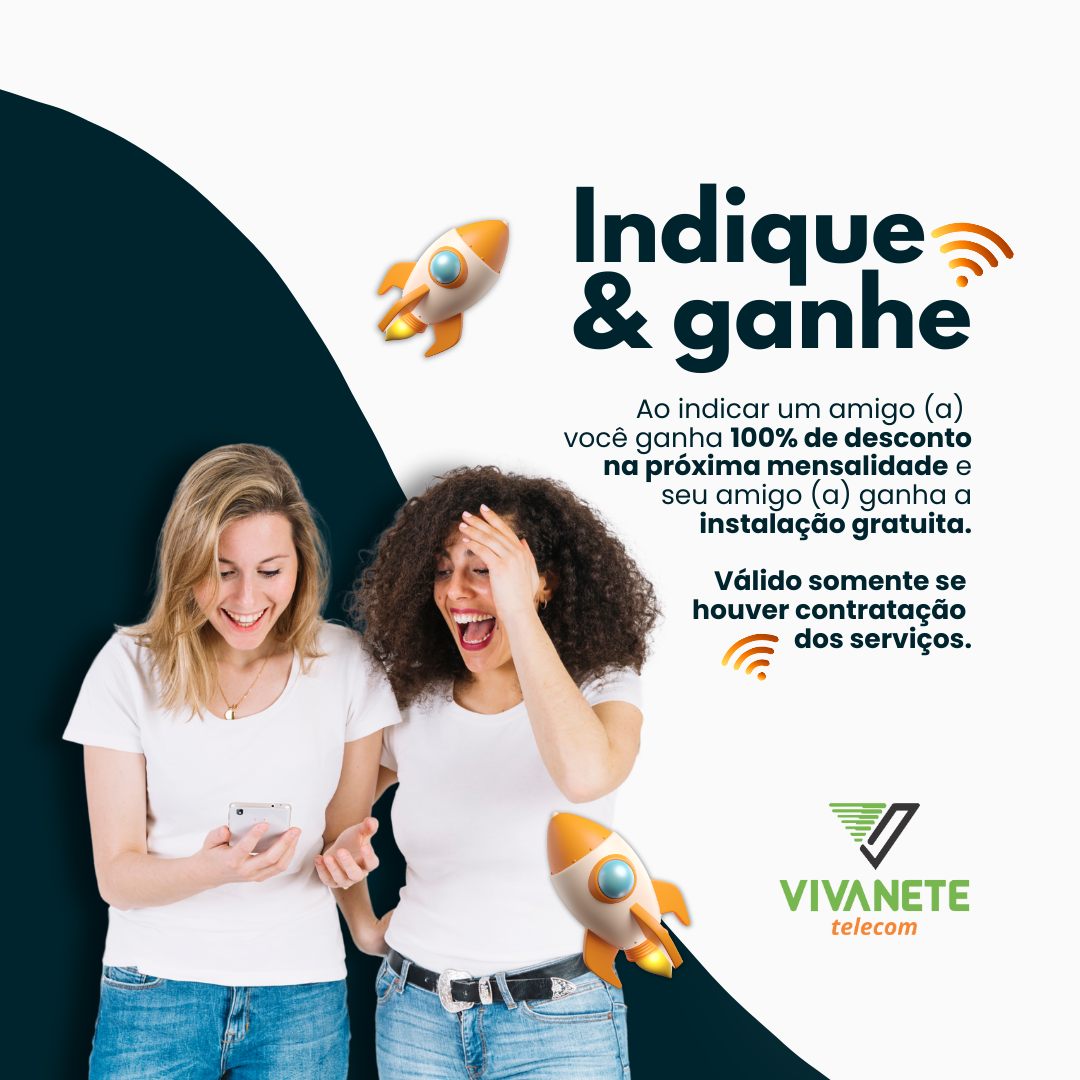 Indique
& ganhe
Ao indicar um amigo (a)
você ganha 100% de desconto
na próxima mensalidade e
seu amigo (a) ganha a
instalação gratuita.
Válido somente se
houver contratação
dos serviços.
VIVANETE
telecom